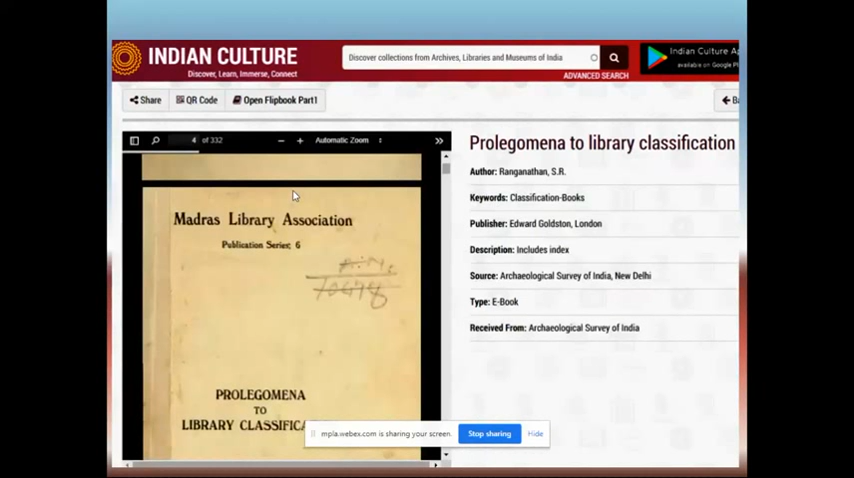 INDIAN CULTURE
Discover, Learn, Immerse, Connect
Discover collections from Archives, Libraries and Museums of India
ADVANCED SEARCH
Indian Culture Ap
available on Google Pl
Share
QR Code
Open Flipbook Part1
Ba
4 of 332
Automatic Zoom
Madras Library Association
Publication Series; 6
A.N.
10478
PROLEGOMENA
TO
LIBRARY CLASSIFICA
Prolegomena to library classification
Author: Ranganathan, S.R.
Keywords: Classification-Books
Publisher: Edward Goldston, London
Description: Includes index
Source: Archaeological Survey of India, New Delhi
Type: E-Book
Received From: Archaeological Survey of India
mpla.webex.com is sharing your screen.
Stop sharing
Hide